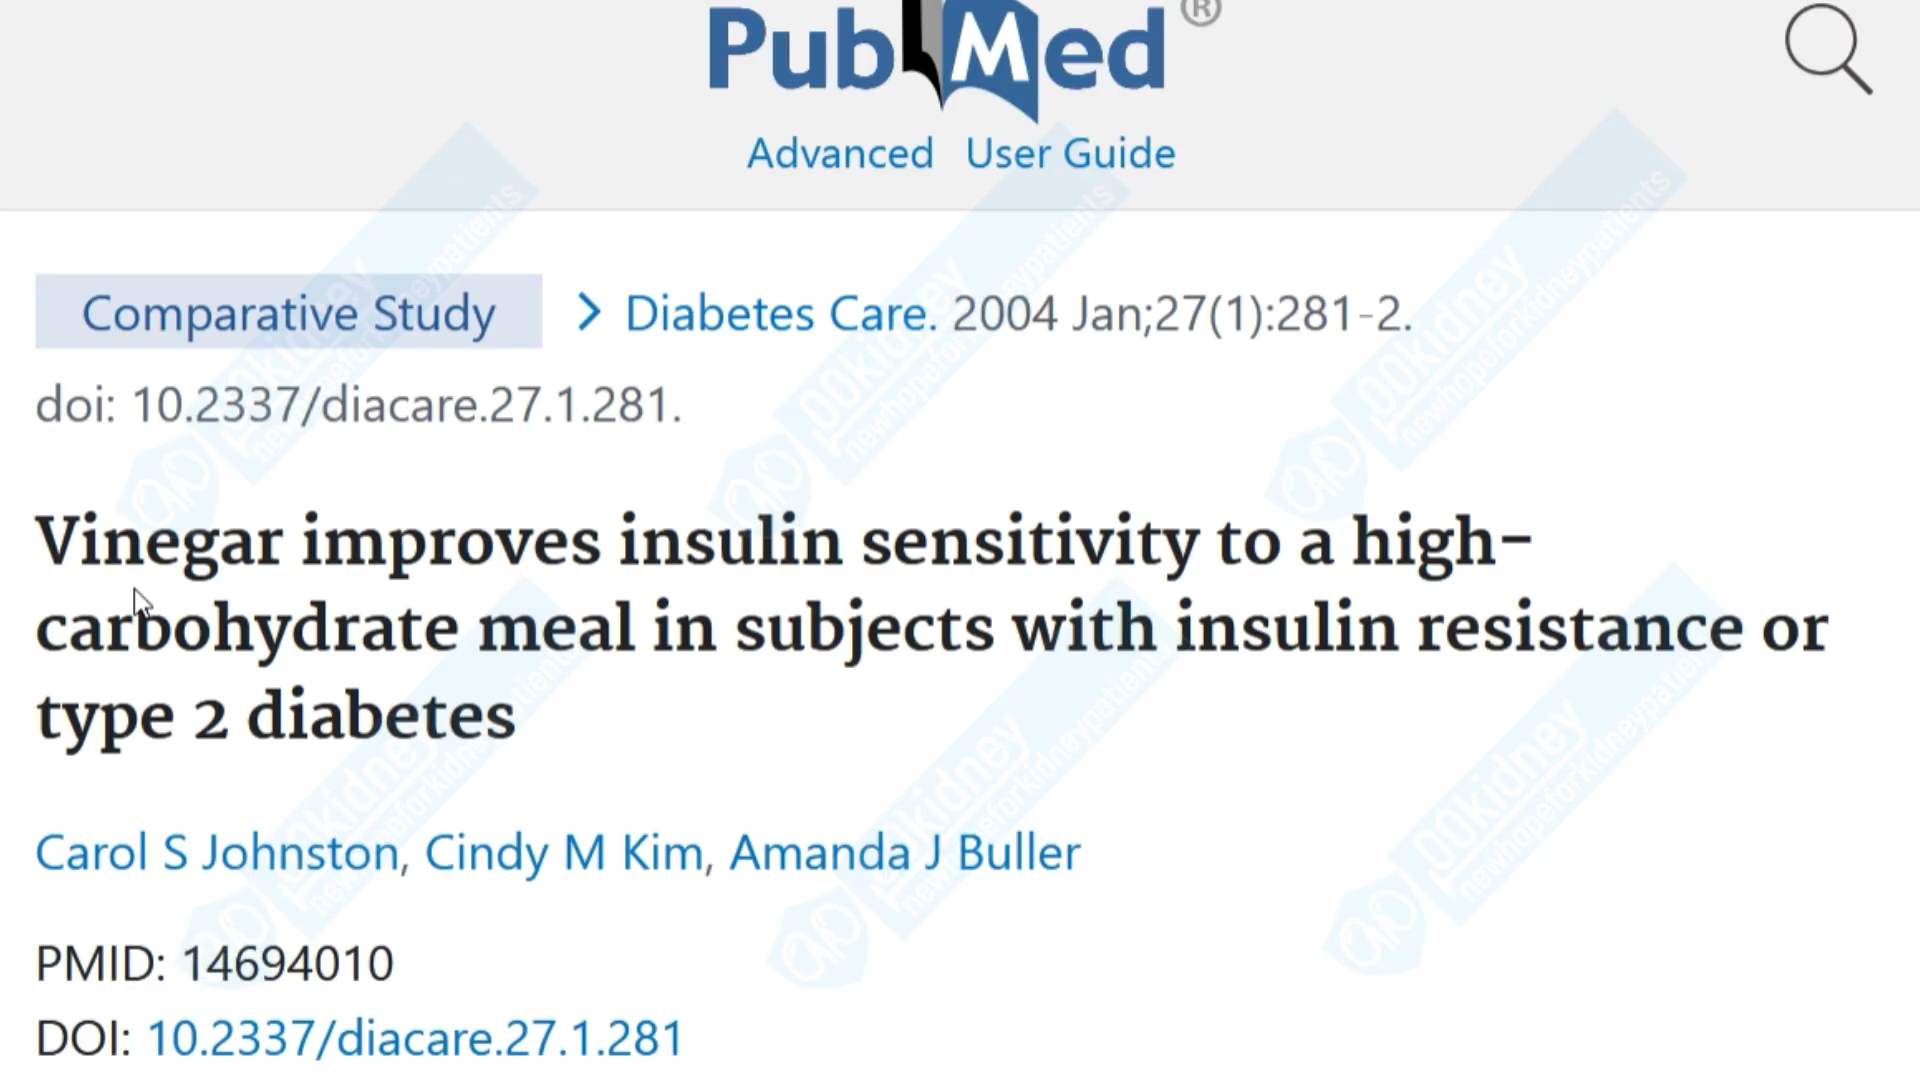 PubMed®
Advanced User Guide
Comparative Study > Diabetes Care. 2004 Jan;27(1):281-2.
doi: 10.2337/diacare.27.1.281.
Vinegar improves insulin sensitivity to a high-
carbohydrate meal in subjects with insulin resistance or
type 2 diabetes
Carol S Johnston, Cindy M Kim, Amanda J Buller
PMID: 14694010
DOI: 10.2337/diacare.27.1.281